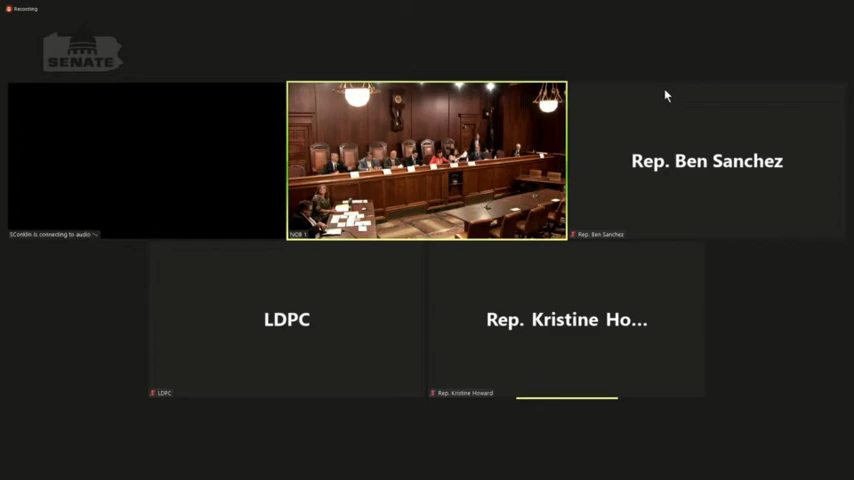 Recording
SENATE
SConklin is connecting to audio
NOB 1
Rep. Ben Sanchez
Rep. Ben Sanchez
LDPC
LDPC
Rep. Kristine Ho...
Rep. Kristine Howard